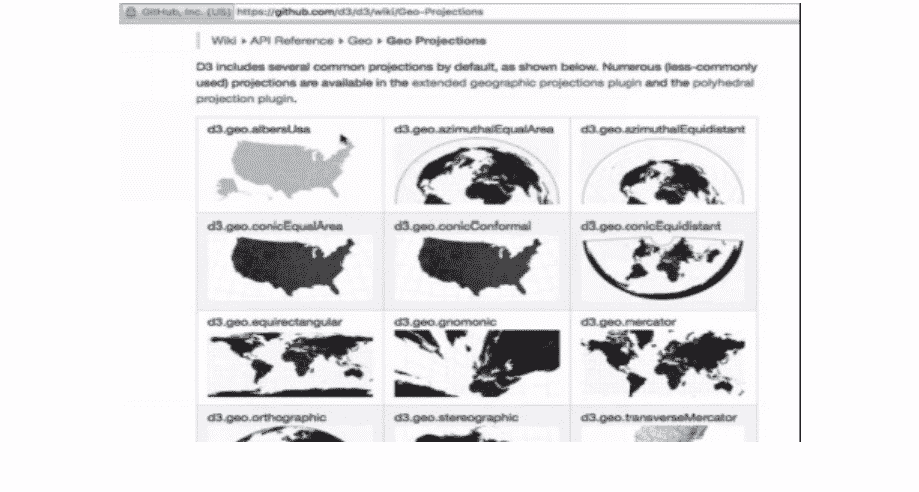 GitHub, Inc. (US) https://github.com/d3/d3/wiki/Geo-Projections
Wiki ▸ API Reference ▸ Geo ▸ Geo Projections
D3 includes several common projections by default, as shown below. Numerous (less-commonly
used) projections are available in the extended geographic projections plugin and the polyhedral
projection plugin.
d3.geo.albersUsa d3.geo.azimuthalEqualArea d3.geo.azimuthalEquidistant
d3.geo.conicEqualArea d3.geo.conicConformal d3.geo.conicEquidistant
d3.geo.equirectangular d3.geo.gnomonic d3.geo.mercator
d3.geo.orthographic d3.geo.stereographic d3.geo.transverseMercator